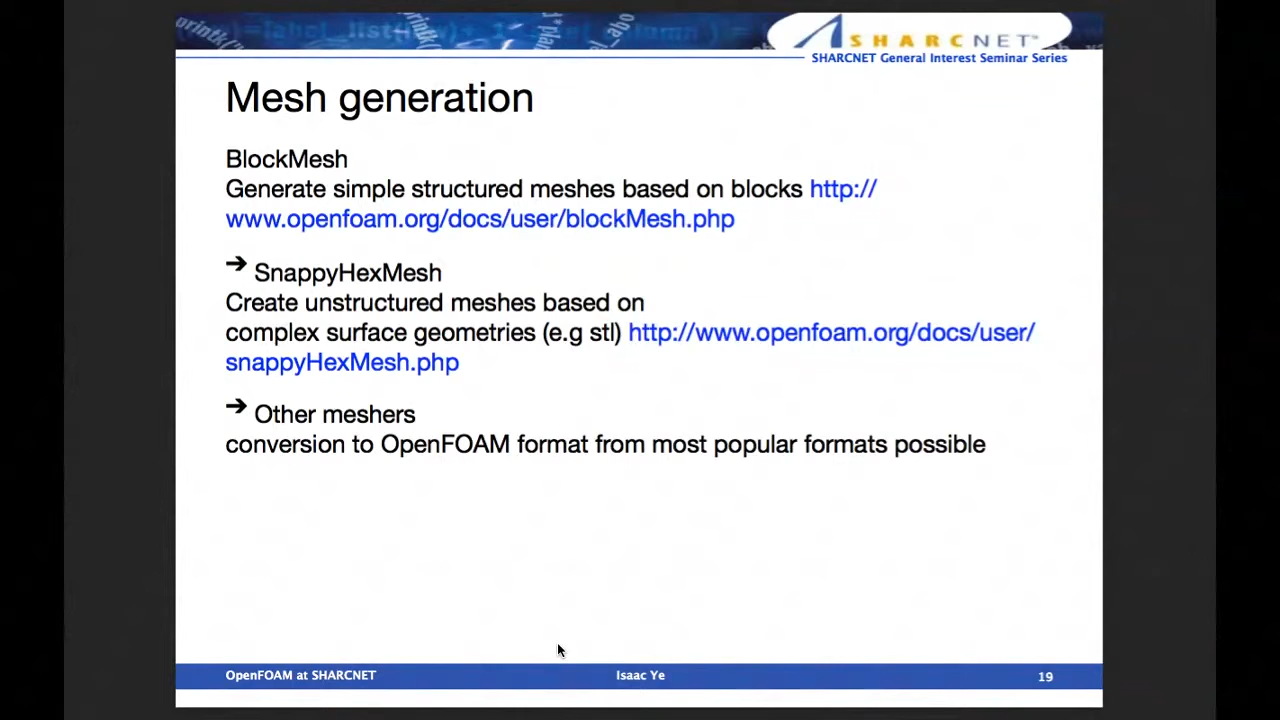 SHARCNET™
SHARCNET General Interest Seminar Series
Mesh generation
BlockMesh
Generate simple structured meshes based on blocks http://
www.openfoam.org/docs/user/blockMesh.php
➔ SnappyHexMesh
Create unstructured meshes based on
complex surface geometries (e.g stl) http://www.openfoam.org/docs/user/
snappyHexMesh.php
➔ Other meshers
conversion to OpenFOAM format from most popular formats possible
OpenFOAM at SHARCNET
Isaac Ye
19